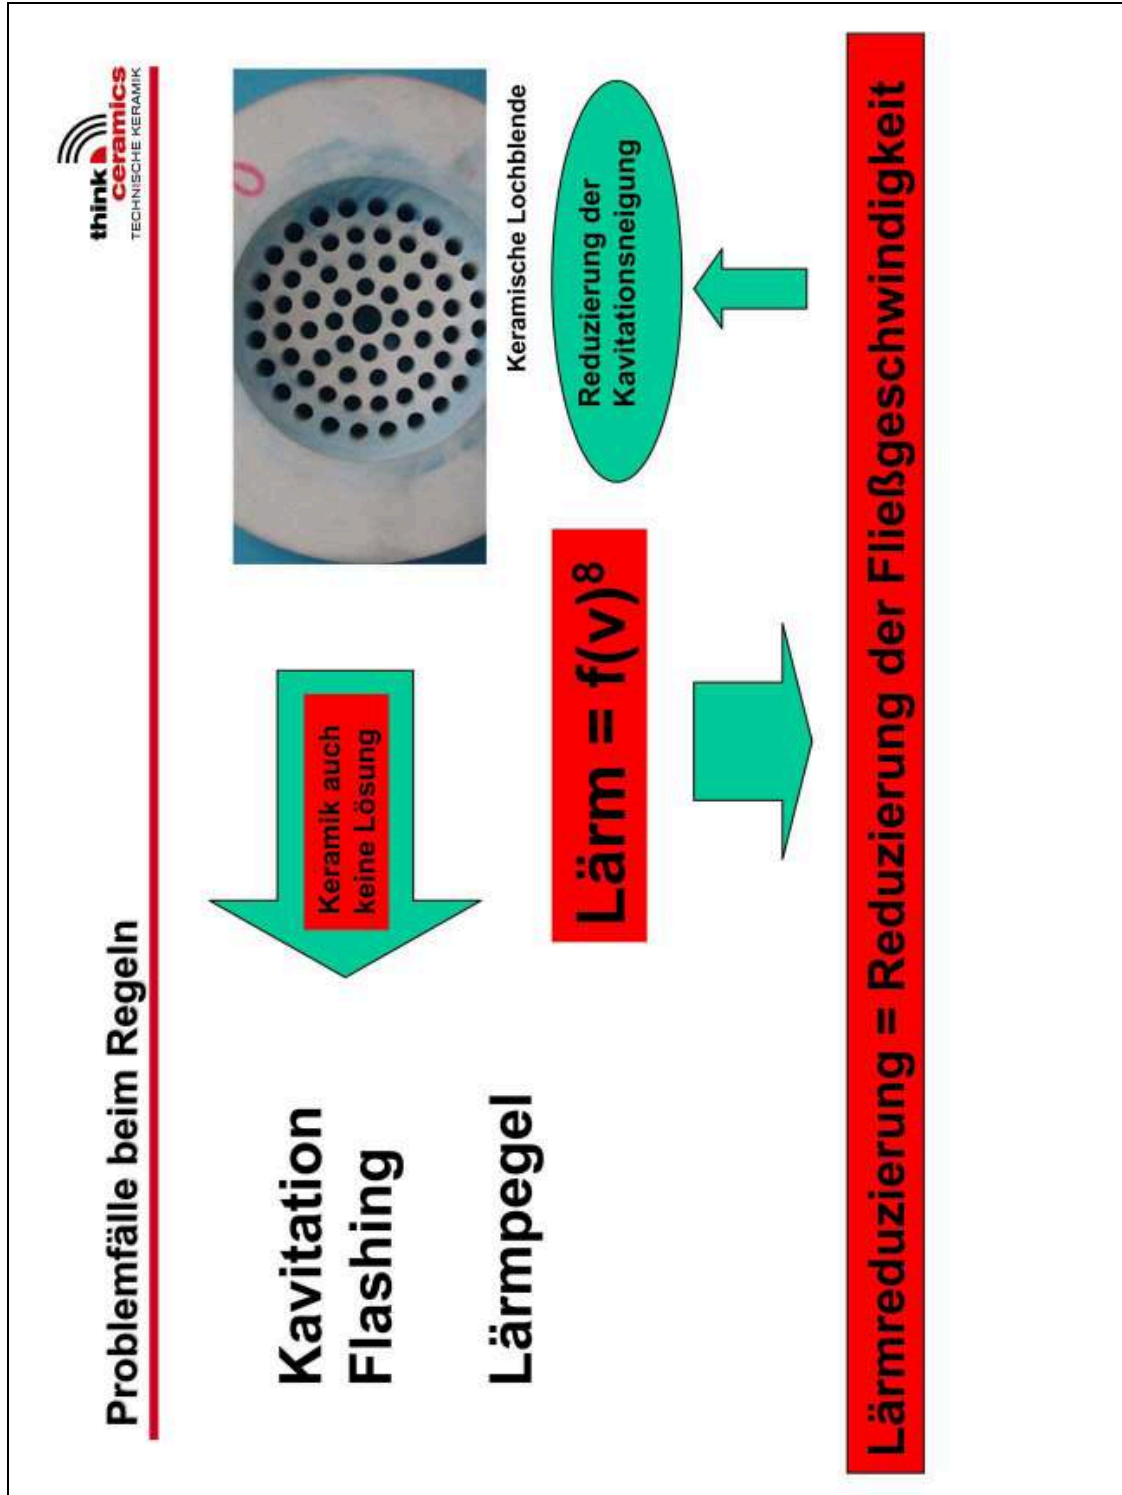 Problemfälle beim Regeln
think
ceramics
TECHNISCHE KERAMIK
Kavitation
Flashing
Keramik auch
keine Lösung
Keramische Lochblende
Lärmpegel
Lärm = f(v)⁸
Reduzierung der
Kavitationsneigung
Lärmreduzierung = Reduzierung der Fließgeschwindigkeit